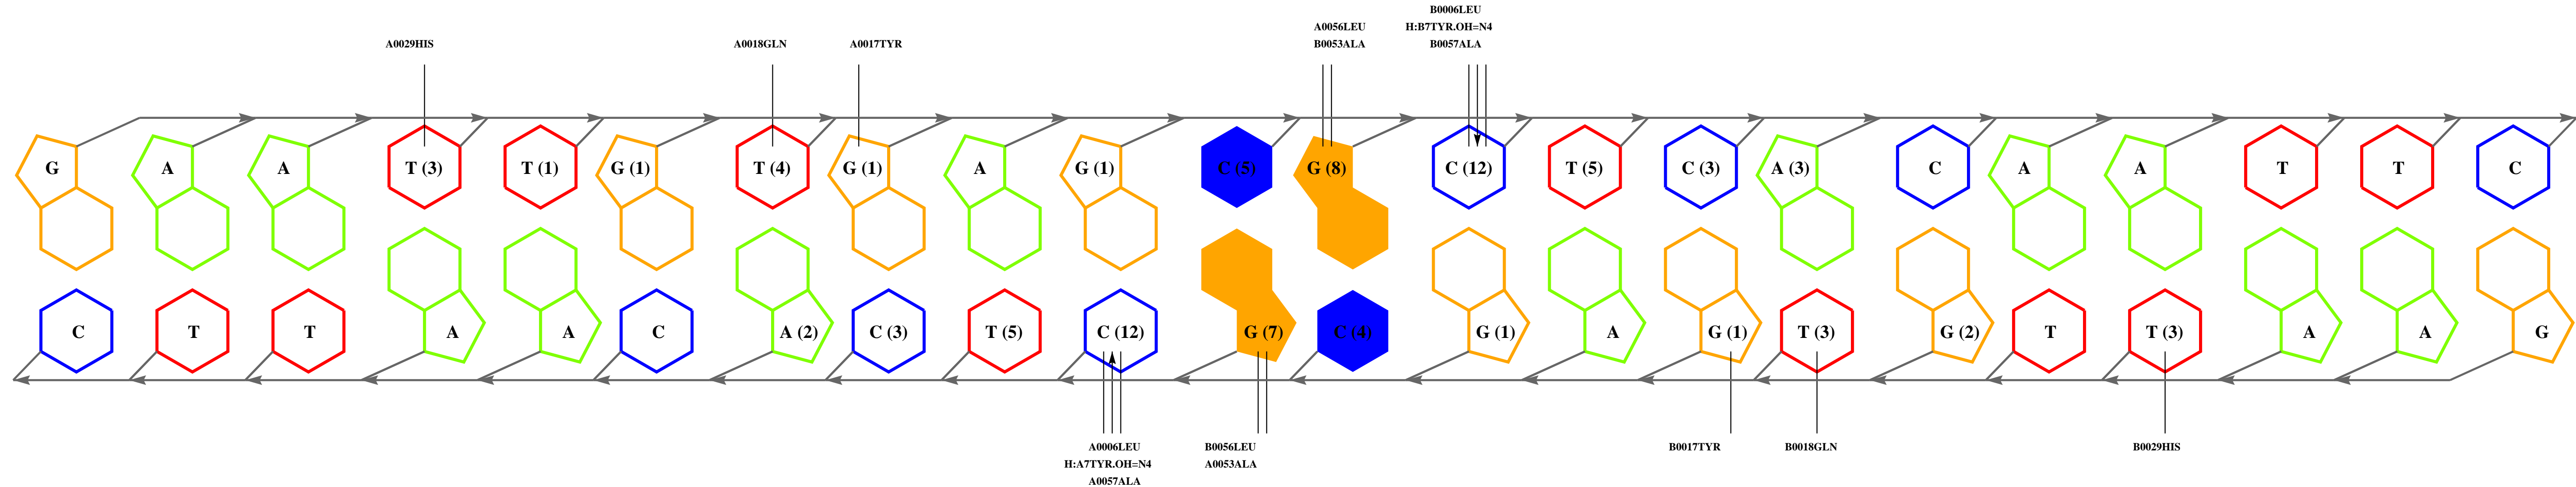 B0006LEU
A0056LEU H:B7TYR.OH=N4
A0029HIS A0018GLN A0017TYR B0053ALA B0057ALA
G A A T (3) T (1) G (1) T (4) G (1) A G (1) C (5) G (8) C (12) T (5) C (3) A (3) C A A T T C
C T T A A C A (2) C (3) T (5) C (12) G (7) C (4) G (1) A G (1) T (3) G (2) T T (3) A A G
A0006LEU B0056LEU B0017TYR B0018GLN B0029HIS
H:A7TYR.OH=N4 A0053ALA
A0057ALA